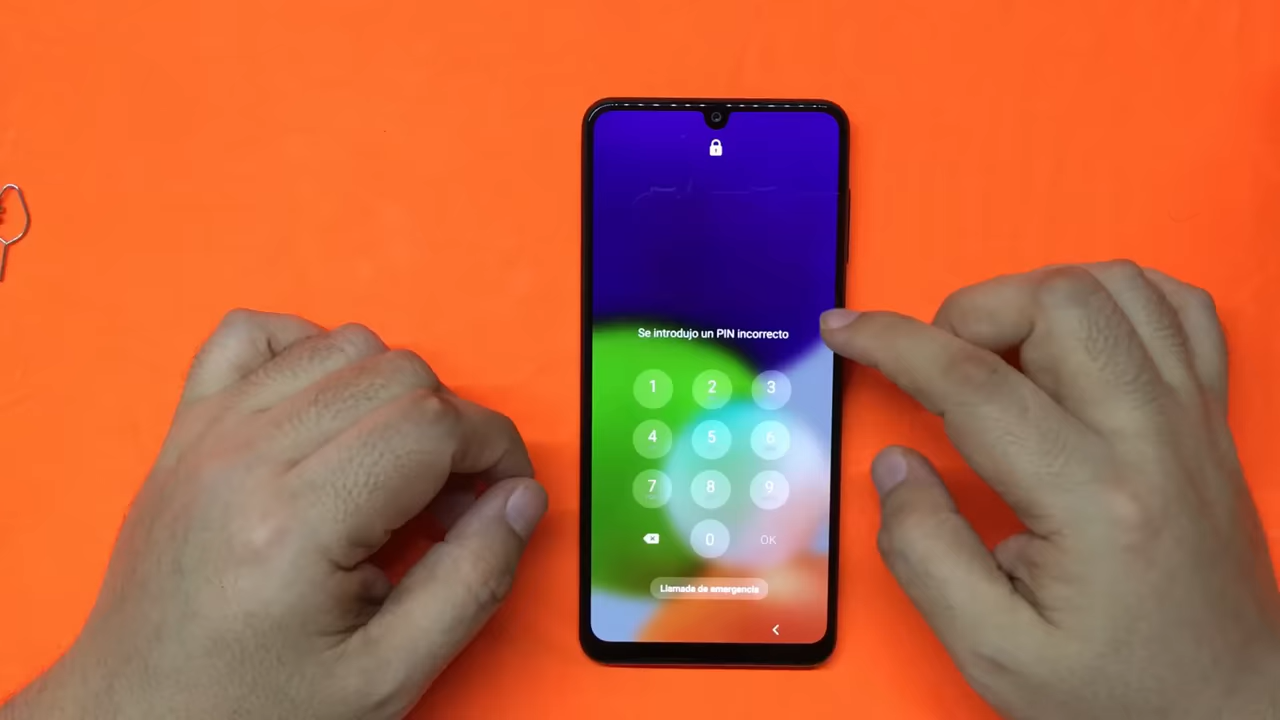 Se introdujo un PIN incorrecto
1 2 3
4 5 6
7 8 9
0 OK
Llamada de emergencia